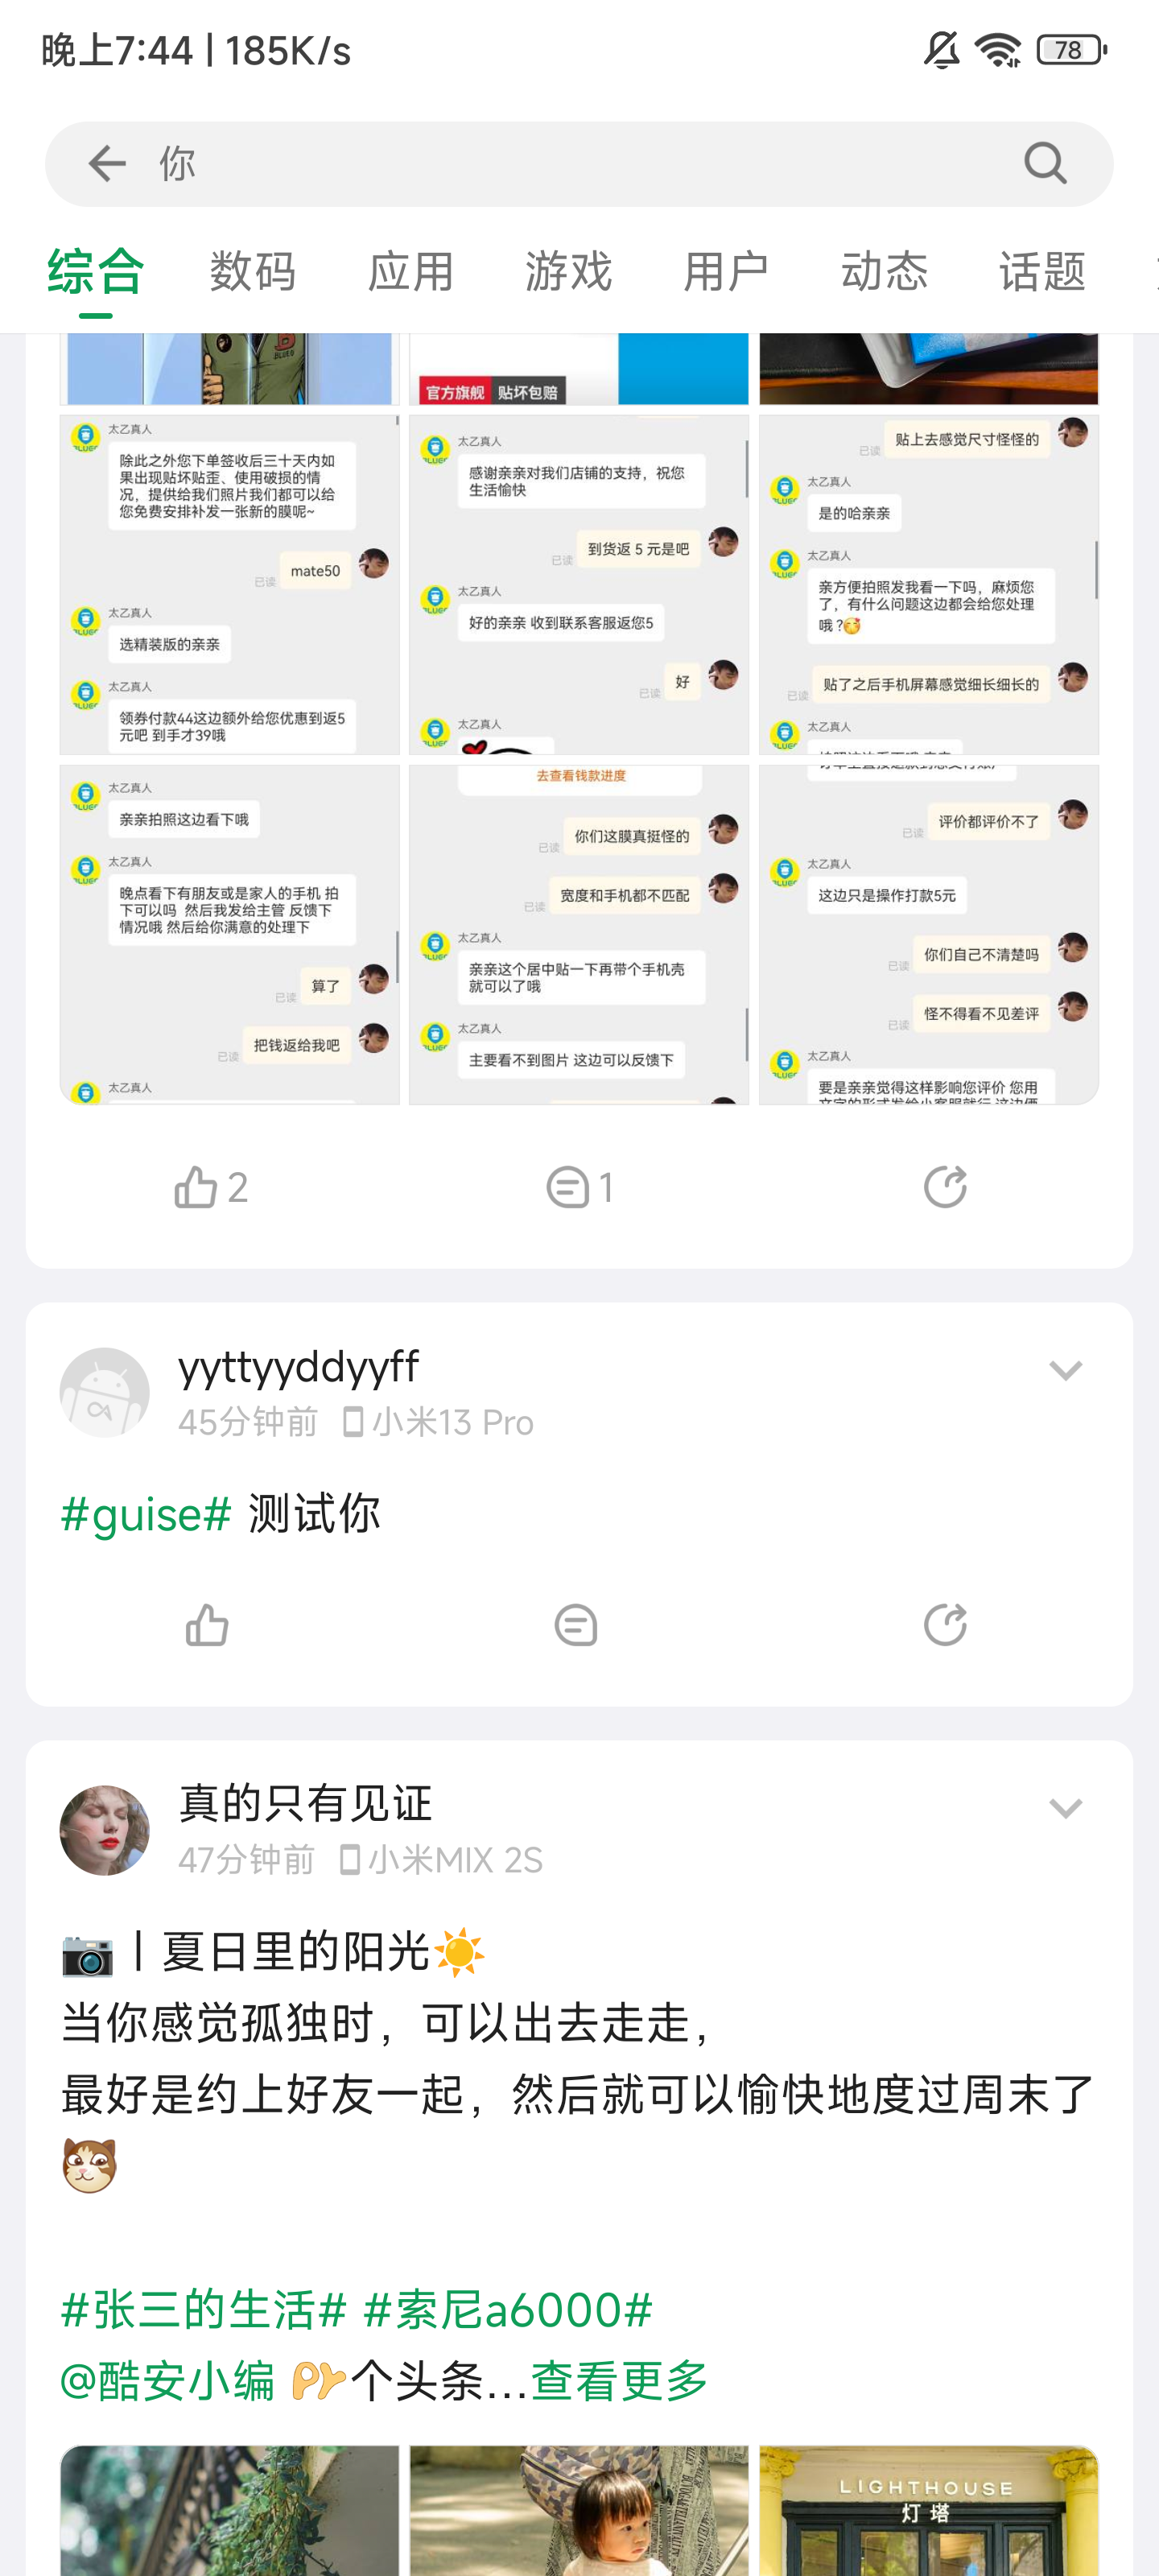 晚上7:44 | 185K/s
78
你
综合 数码 应用 游戏 用户 动态 话题
BLUEO
官方旗舰 贴坏包赔
太乙真人
除此之外您下单签收后三十天内如
果出现贴坏贴歪、使用破损的情
况，提供给我们照片我们都可以给
您免费安排补发一张新的膜呢~
mate50
已读
太乙真人
选精装版的亲亲
太乙真人
领券付款44这边额外给您优惠到返5
元吧 到手才39哦
太乙真人
感谢亲亲对我们店铺的支持，祝您
生活愉快
到货返 5 元是吧
已读
太乙真人
好的亲亲 收到联系客服返您5
好
已读
太乙真人
贴上去感觉尺寸怪怪的
已读
太乙真人
是的哈亲亲
太乙真人
亲方便拍照发我看一下吗，麻烦您
了，有什么问题这边都会给您处理
哦？🥰
贴了之后手机屏幕感觉细长细长的
已读
太乙真人
太乙真人
亲亲拍照这边看下哦
太乙真人
晚点看下有朋友或是家人的手机 拍
下可以吗 然后我发给主管 反馈下
情况哦 然后给你满意的处理下
算了
已读
把钱返给我吧
已读
太乙真人
去查看钱款进度
你们这膜真挺怪的
已读
宽度和手机都不匹配
已读
太乙真人
亲亲这个居中贴一下再带个手机壳
就可以了哦
太乙真人
主要看不到图片 这边可以反馈下
评价都评价不了
已读
太乙真人
这边只是操作打款5元
你们自己不清楚吗
已读
怪不得看不见差评
已读
太乙真人
要是亲亲觉得这样影响您评价 您用
2 1
yyttyyddyyff
45分钟前 小米13 Pro
#guise# 测试你
真的只有见证
47分钟前 小米MIX 2S
📷丨夏日里的阳光☀️
当你感觉孤独时，可以出去走走，
最好是约上好友一起，然后就可以愉快地度过周末了
#张三的生活# #索尼a6000#
@酷安小编 个头条...查看更多
LIGHTHOUSE
灯塔